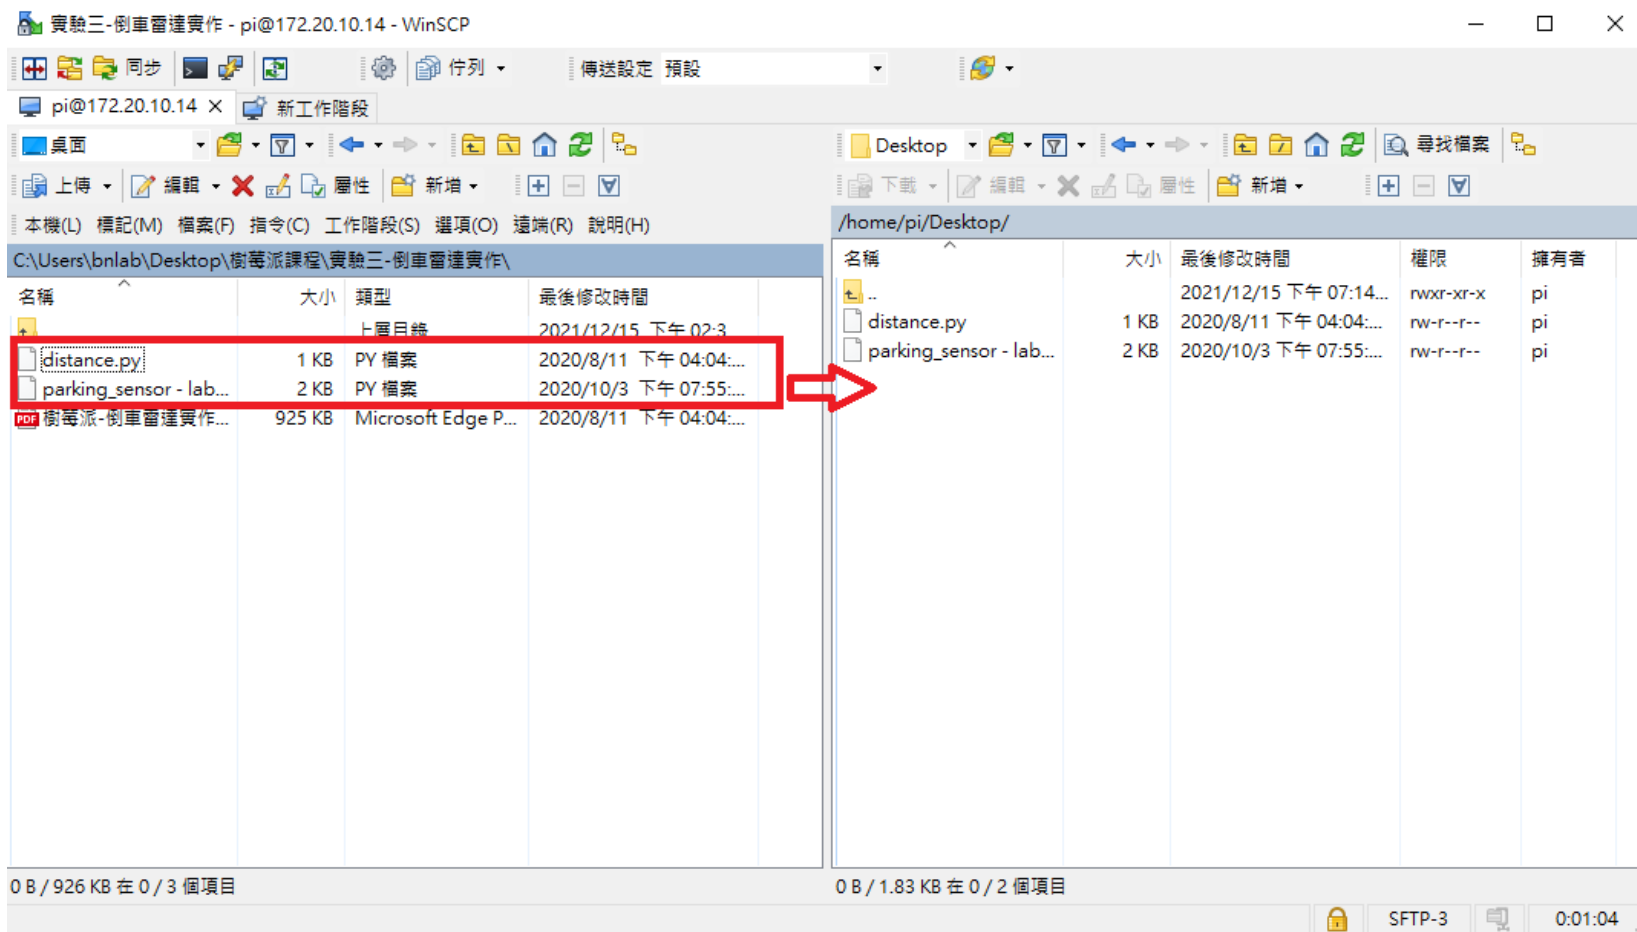 實驗三-倒車雷達實作 - pi@172.20.10.14 - WinSCP
同步 佇列 傳送設定 預設
pi@172.20.10.14 新工作階段
桌面
上傳 編輯 屬性 新增
本機(L) 標記(M) 檔案(F) 指令(C) 工作階段(S) 選項(O) 遠端(R) 說明(H)
C:\Users\bnlab\Desktop\樹莓派課程\實驗三-倒車雷達實作\
名稱 大小 類型 最後修改時間
上層目錄 2021/12/15 下午 02:3
distance.py 1 KB PY 檔案 2020/8/11 下午 04:04:...
parking_sensor - lab... 2 KB PY 檔案 2020/10/3 下午 07:55:...
PDF 樹莓派-倒車雷達實作... 925 KB Microsoft Edge P... 2020/8/11 下午 04:04:...
0 B / 926 KB 在 0 / 3 個項目
Desktop 尋找檔案
下載 編輯 屬性 新增
/home/pi/Desktop/
名稱 大小 最後修改時間 權限 擁有者
.. 2021/12/15 下午 07:14... rwxr-xr-x pi
distance.py 1 KB 2020/8/11 下午 04:04:... rw-r--r-- pi
parking_sensor - lab... 2 KB 2020/10/3 下午 07:55:... rw-r--r-- pi
0 B / 1.83 KB 在 0 / 2 個項目
SFTP-3 0:01:04